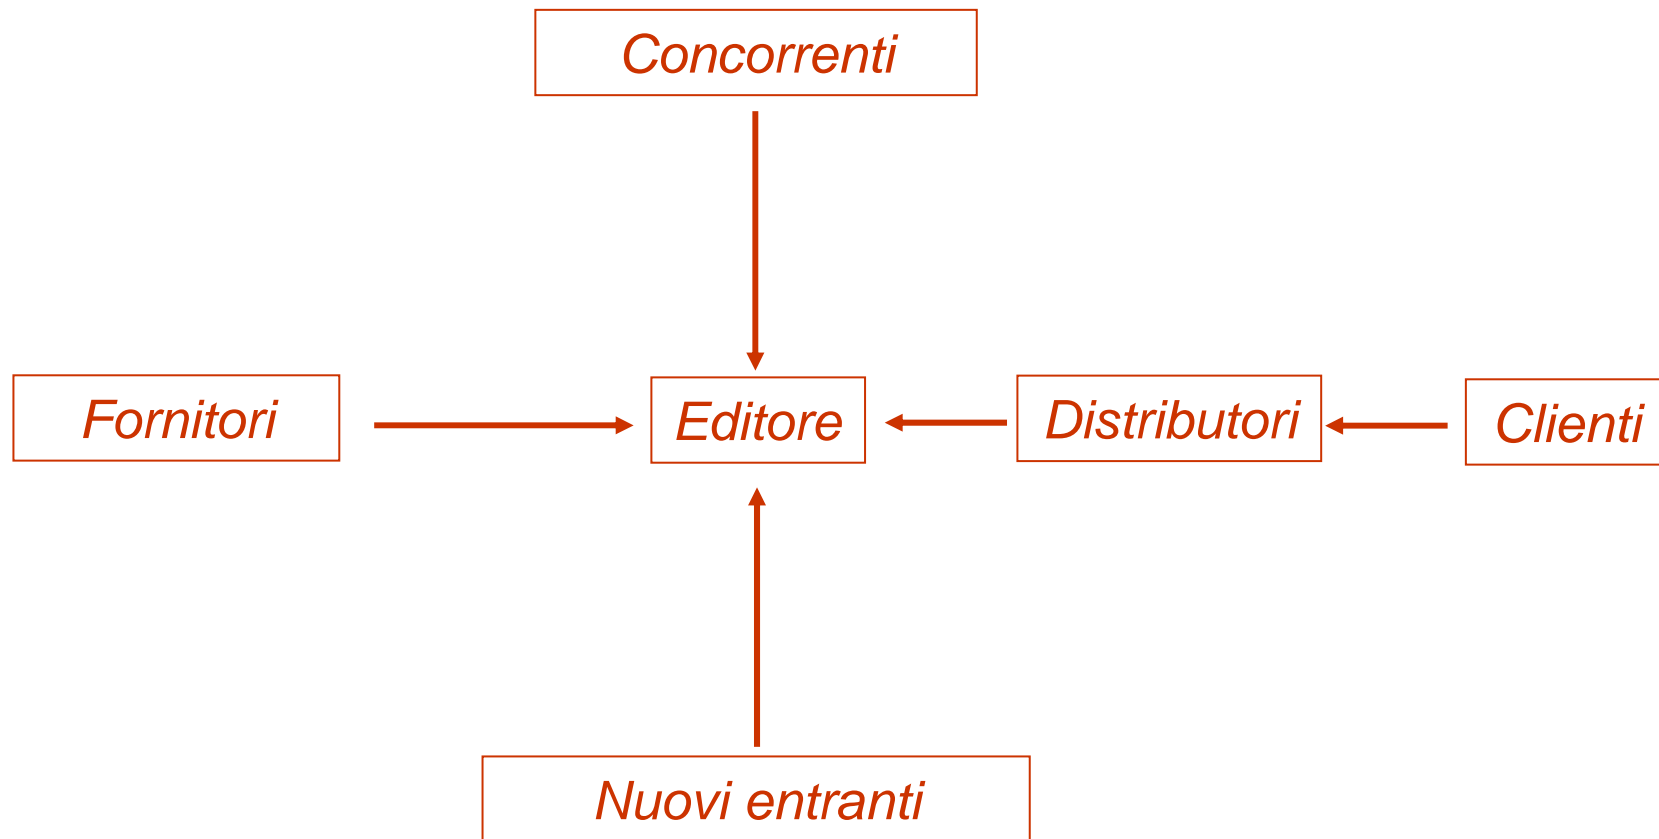 Concorrenti
Fornitori
Editore
Distributori
Clienti
Nuovi entranti